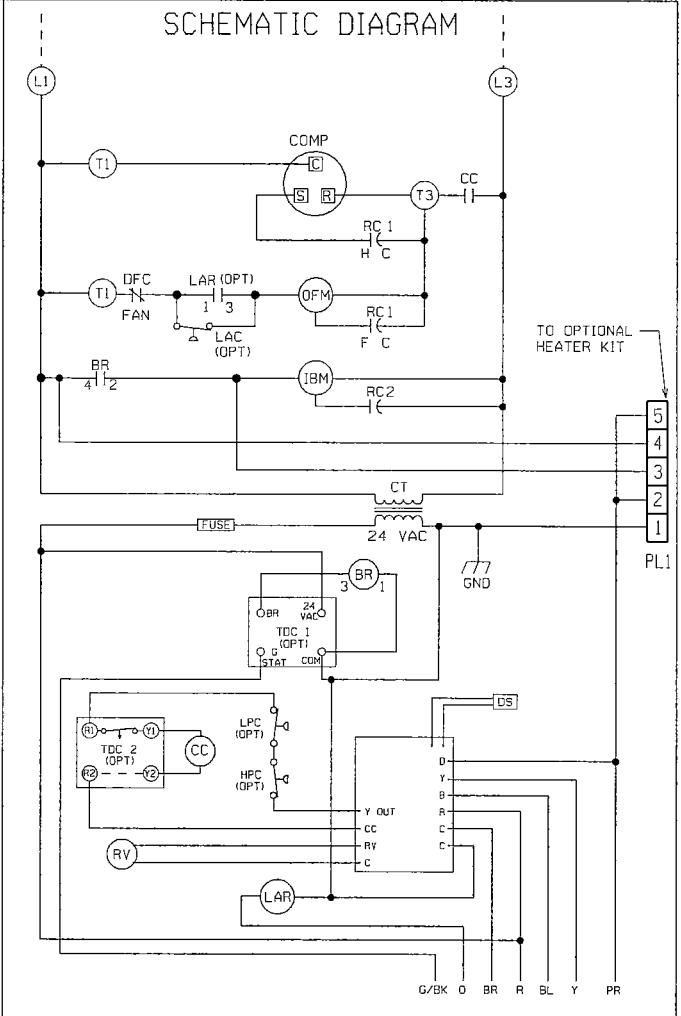 SCHEMATIC DIAGRAM
L1
L3
COMP
T1
C
S
R
T3
CC
RC 1
H C
T1
DFC
FAN
LAR (OPT)
1 3
LAC
(OPT)
OFM
RC1
F C
BR
4 2
IBM
RC2
TO OPTIONAL
HEATER KIT
5
4
3
2
1
PL1
CT
FUSE
24 VAC
GND
BR
3 1
BR
24
VAC
TDC 1
(OPT)
G
STAT
COM
R1
Y1
TDC 2
(OPT)
R2
Y2
CC
LPC
(OPT)
HPC
(OPT)
DS
D
Y
B
R
C
C
Y OUT
CC
RV
C
RV
LAR
G/BK O BR R BL Y PR